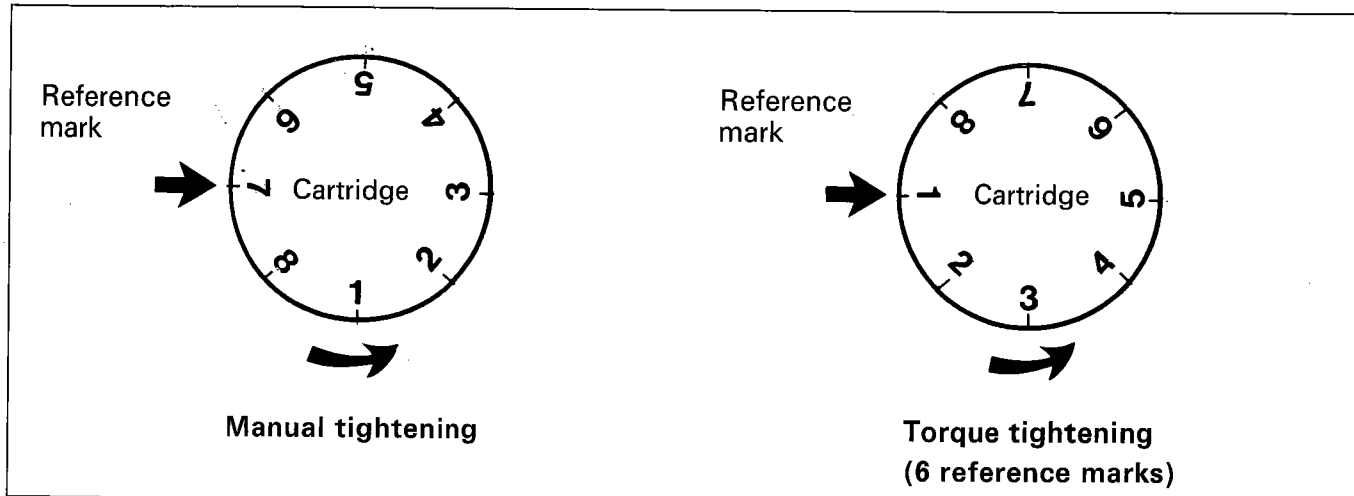 Reference
mark
5
6
4
7
Cartridge
3
8
2
1
Manual tightening
Reference
mark
7
8
6
1
Cartridge
5
2
4
3
Torque tightening
(6 reference marks)